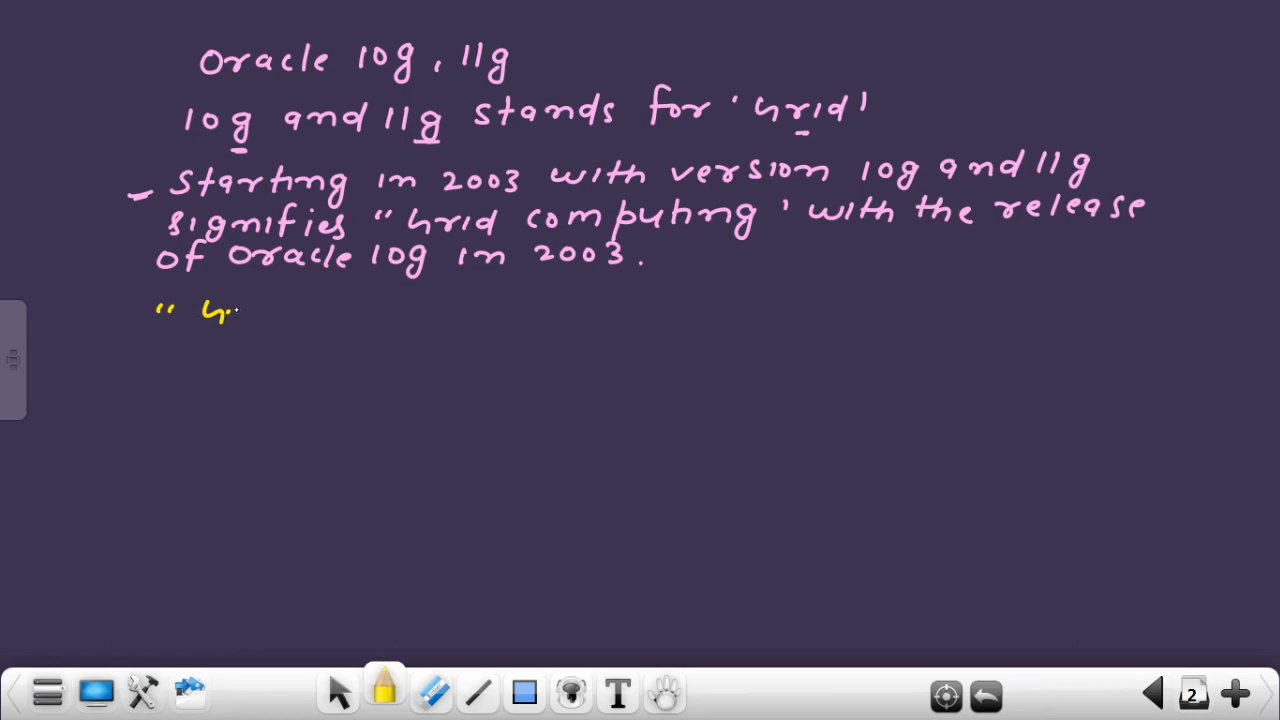 Oracle 10g, 11g
10g and 11g stands for 'Grid'
- Starting in 2003 with version 10g and 11g
signifies "Grid computing' with the release
of Oracle 10g in 2003.
" G
2